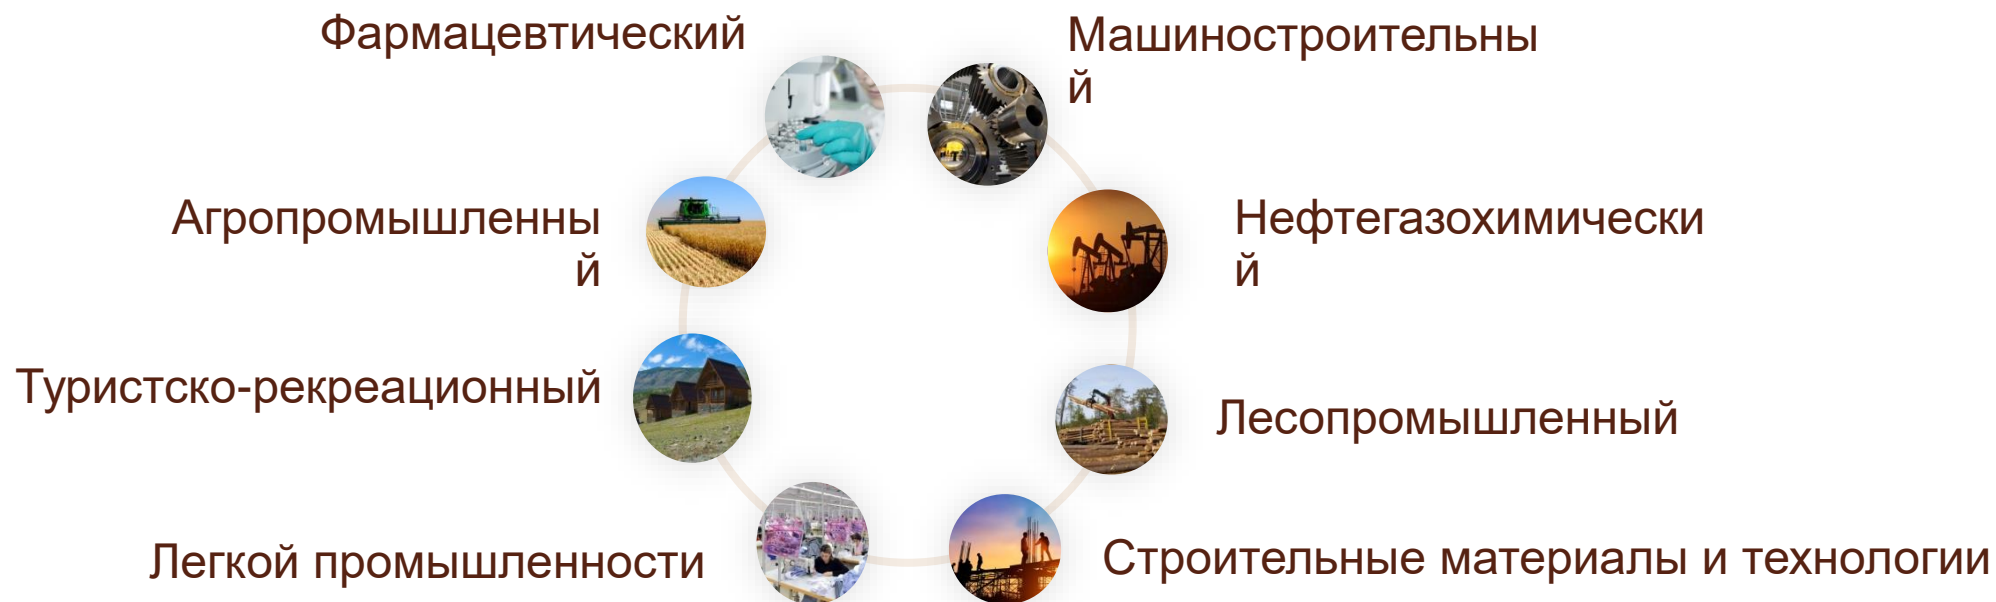 Фармацевтический
Машиностроительны
й
Агропромышленны
й
Нефтегазохимически
й
Туристско-рекреационный
Лесопромышленный
Легкой промышленности
Строительные материалы и технологии